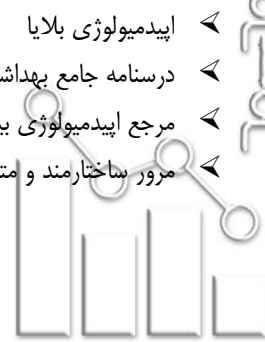 اپیدمیولوژی بلایا
درسنامه جامع
مرجع اپیدمیولوژی
مرور ساختارمند و